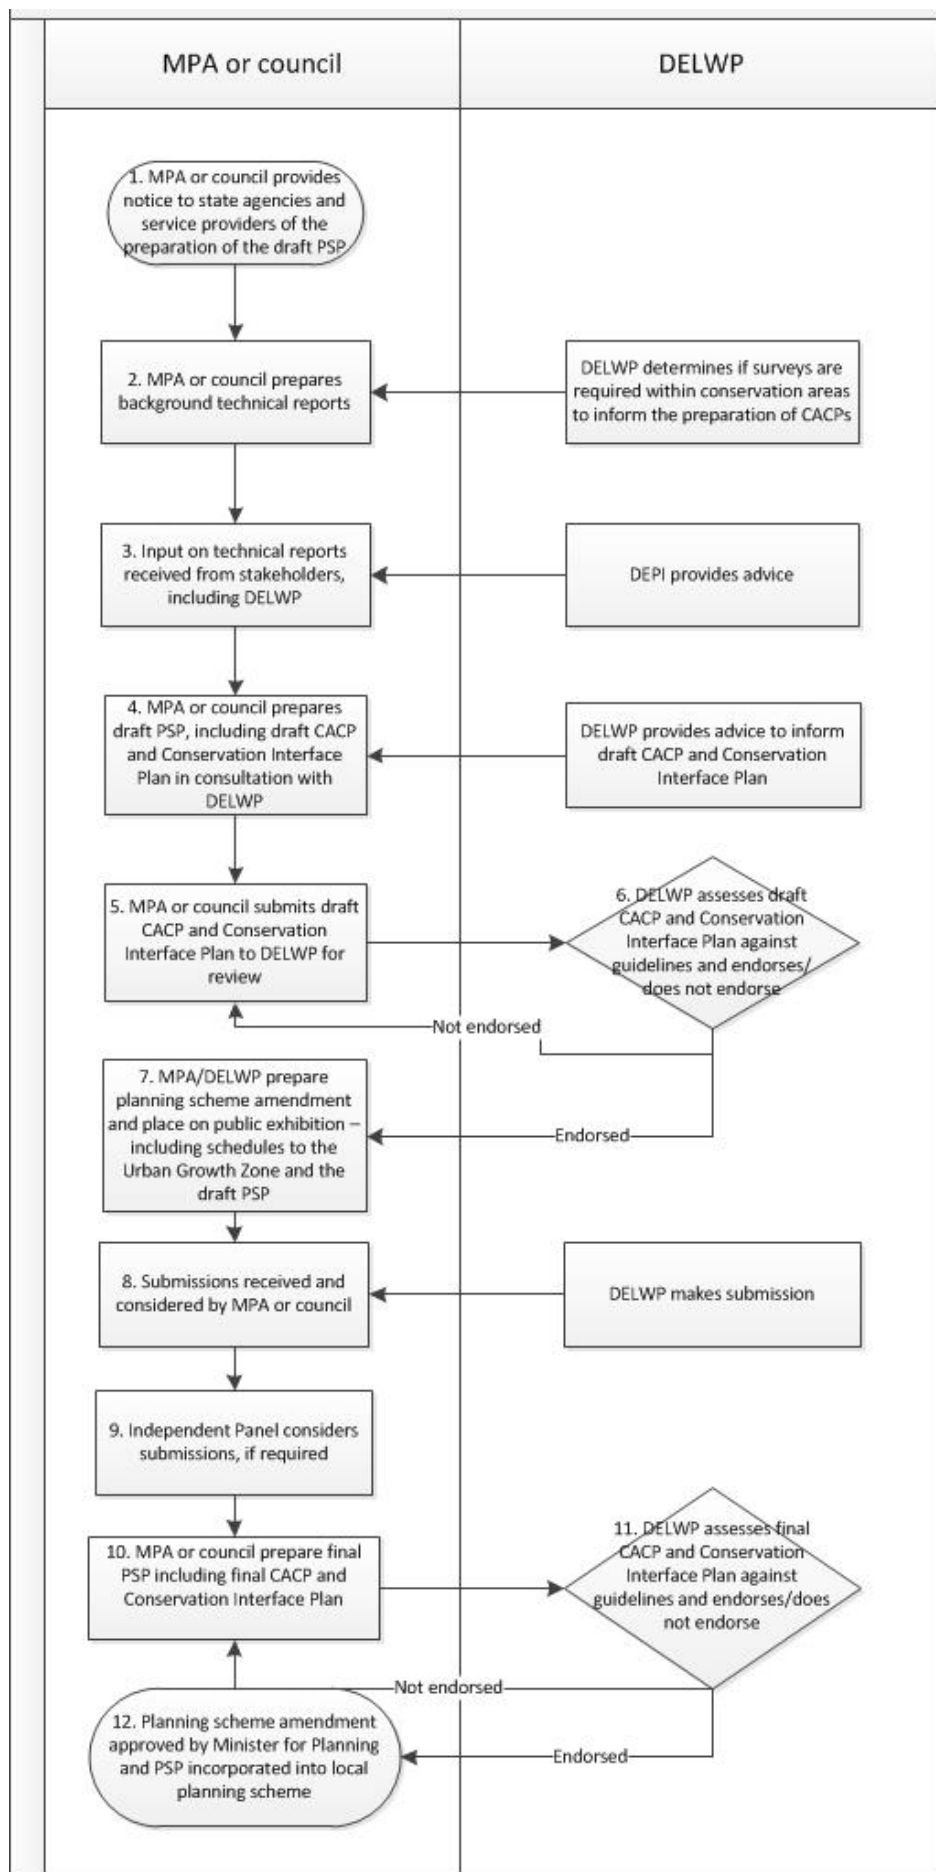 MPA or council
DELWP
1. MPA or council provides
notice to state agencies and
service providers of the
preparation of the draft PSP
2. MPA or council prepares
background technical reports
DELWP determines if surveys are
required within conservation areas
to inform the preparation of CACPs
3. Input on technical reports
received from stakeholders,
including DELWP
DEPI provides advice
4. MPA or council prepares
draft PSP, including draft CACP
and Conservation Interface
Plan in consultation with
DELWP
DELWP provides advice to inform
draft CACP and Conservation
Interface Plan
5. MPA or council submits draft
CACP and Conservation
Interface Plan to DELWP for
review
6. DELWP assesses draft
CACP and Conservation
Interface Plan against
guidelines and endorses/
does not endorse
Not endorsed
7. MPA/DELWP prepare
planning scheme amendment
and place on public exhibition –
including schedules to the
Urban Growth Zone and the
draft PSP
Endorsed
8. Submissions received and
considered by MPA or council
DELWP makes submission
9. Independent Panel considers
submissions, if required
10. MPA or council prepare final
PSP including final CACP and
Conservation Interface Plan
11. DELWP assesses final
CACP and Conservation
Interface Plan against
guidelines and endorses/does
not endorse
Not endorsed
12. Planning scheme amendment
approved by Minister for Planning
and PSP incorporated into local
planning scheme
Endorsed